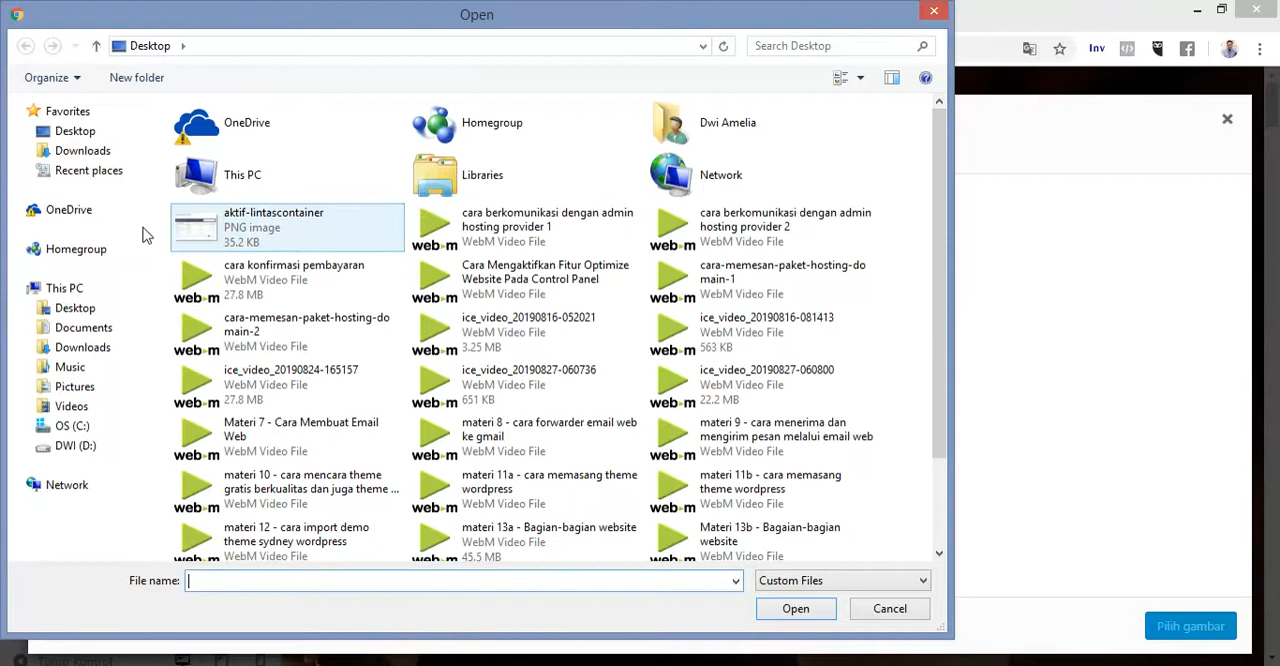 Open
Desktop
Search Desktop
Inv
Organize
New folder
Favorites
Desktop
Downloads
Recent places
OneDrive
Homegroup
This PC
Desktop
Documents
Downloads
Music
Pictures
Videos
OS (C:)
DWI (D:)
Network
OneDrive
Homegroup
Dwi Amelia
This PC
Libraries
Network
aktif-lintascontainer
PNG image
35.2 KB
cara berkomunikasi dengan admin
hosting provider 1
WebM Video File
cara berkomunikasi dengan admin
hosting provider 2
WebM Video File
cara konfirmasi pembayaran
WebM Video File
27.8 MB
Cara Mengaktifkan Fitur Optimize
Website Pada Control Panel
WebM Video File
cara-memesan-paket-hosting-do
main-1
WebM Video File
cara-memesan-paket-hosting-do
main-2
WebM Video File
ice_video_20190816-052021
WebM Video File
3.25 MB
ice_video_20190816-081413
WebM Video File
563 KB
ice_video_20190824-165157
WebM Video File
27.8 MB
ice_video_20190827-060736
WebM Video File
651 KB
ice_video_20190827-060800
WebM Video File
22.2 MB
Materi 7 - Cara Membuat Email
Web
WebM Video File
materi 8 - cara forwarder email web
ke gmail
WebM Video File
materi 9 - cara menerima dan
mengirim pesan melalui email web
WebM Video File
materi 10 - cara mencara theme
gratis berkualitas dan juga theme ...
WebM Video File
materi 11a - cara memasang theme
wordpress
WebM Video File
materi 11b - cara memasang
theme wordpress
WebM Video File
materi 12 - cara import demo
theme sydney wordpress
WebM Video File
materi 13a - Bagian-bagian website
WebM Video File
45.5 MB
Materi 13b - Bagaian-bagian
website
WebM Video File
File name:
Custom Files
Open
Cancel
Pilih gambar